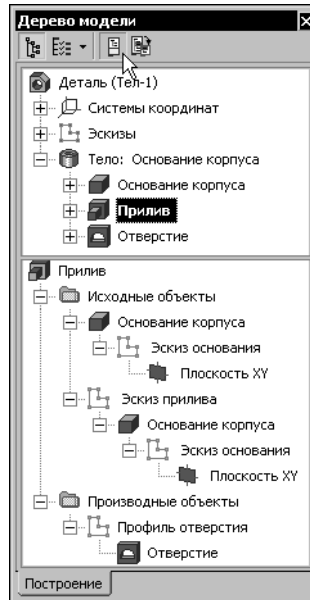 Дерево модели
Деталь (Тел-1)
Системы координат
Эскизы
Тело: Основание корпуса
Основание корпуса
Прилив
Отверстие
Прилив
Исходные объекты
Основание корпуса
Эскиз основания
Плоскость XY
Эскиз прилива
Основание корпуса
Эскиз основания
Плоскость XY
Производные объекты
Профиль отверстия
Отверстие
Построение